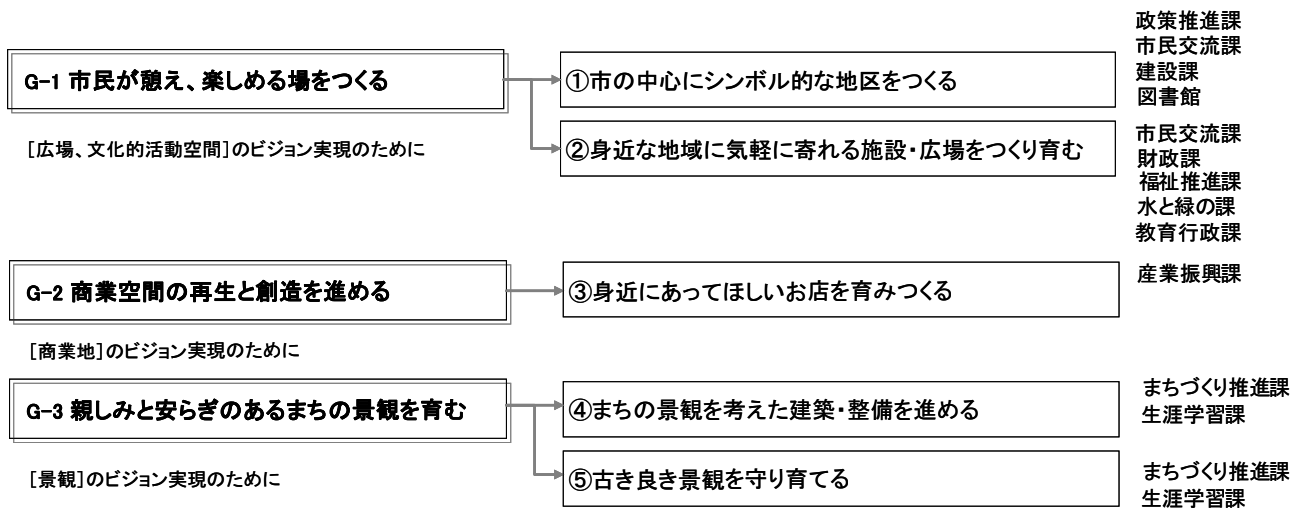 G-1 市民が憩え、楽しめる場をつくる
[広場、文化的活動空間]のビジョン実現のために
①市の中心にシンボル的な地区をつくる
政策推進課
市民交流課
建設課
図書館
②身近な地域に気軽に寄れる施設・広場をつくり育む
市民交流課
財政課
福祉推進課
水と緑の課
教育行政課
G-2 商業空間の再生と創造を進める
[商業地]のビジョン実現のために
③身近にあってほしいお店を育みつくる
産業振興課
G-3 親しみと安らぎのあるまちの景観を育む
[景観]のビジョン実現のために
④まちの景観を考えた建築・整備を進める
まちづくり推進課
生涯学習課
⑤古き良き景観を守り育てる
まちづくり推進課
生涯学習課